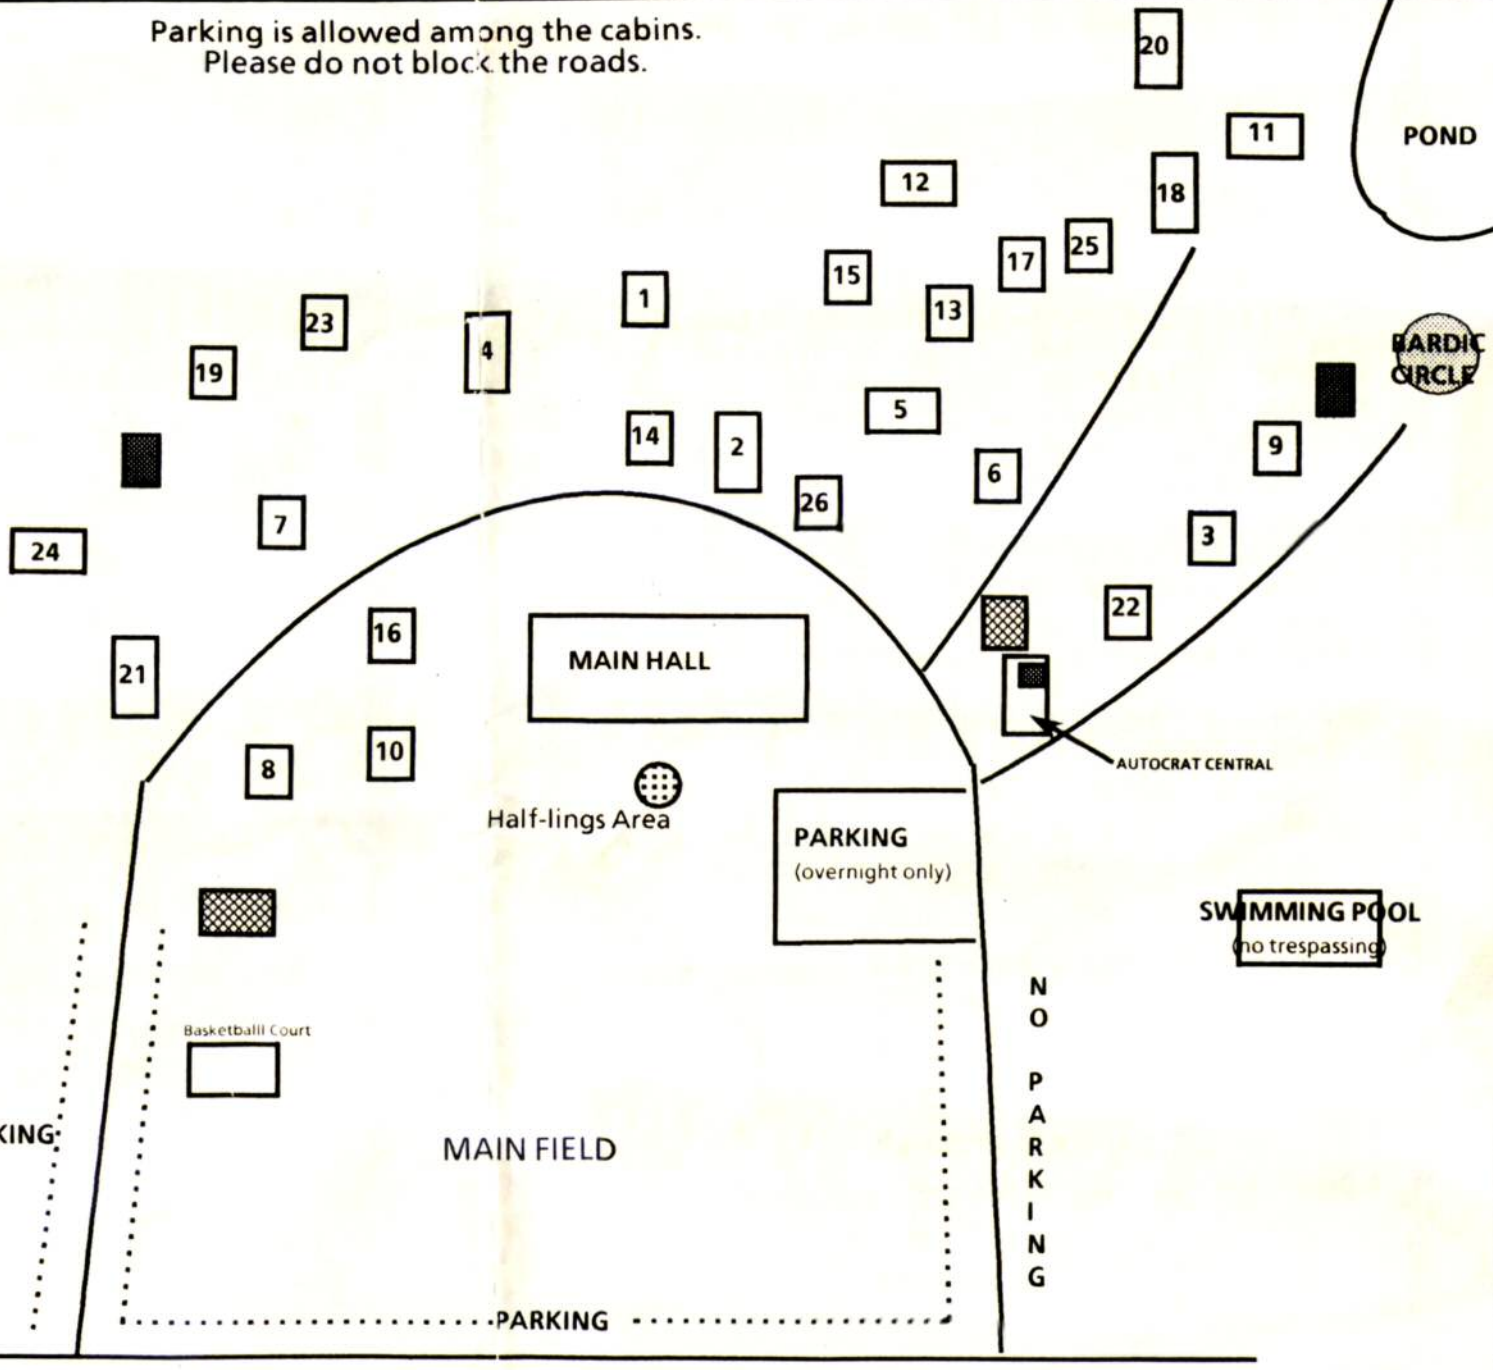 Parking is allowed among the cabins.
Please do not block the roads.
20
11
POND
12
18
25
17
15
13
1
23
4
19
BARDIC
CIRCLE
5
14
2
9
6
26
7
3
24
22
16
MAIN HALL
21
10
8
AUTOCRAT CENTRAL
Half-lings Area
PARKING
(overnight only)
SWIMMING POOL
(no trespassing)
NO PARKING
Basketballl Court
KING
MAIN FIELD
PARKING